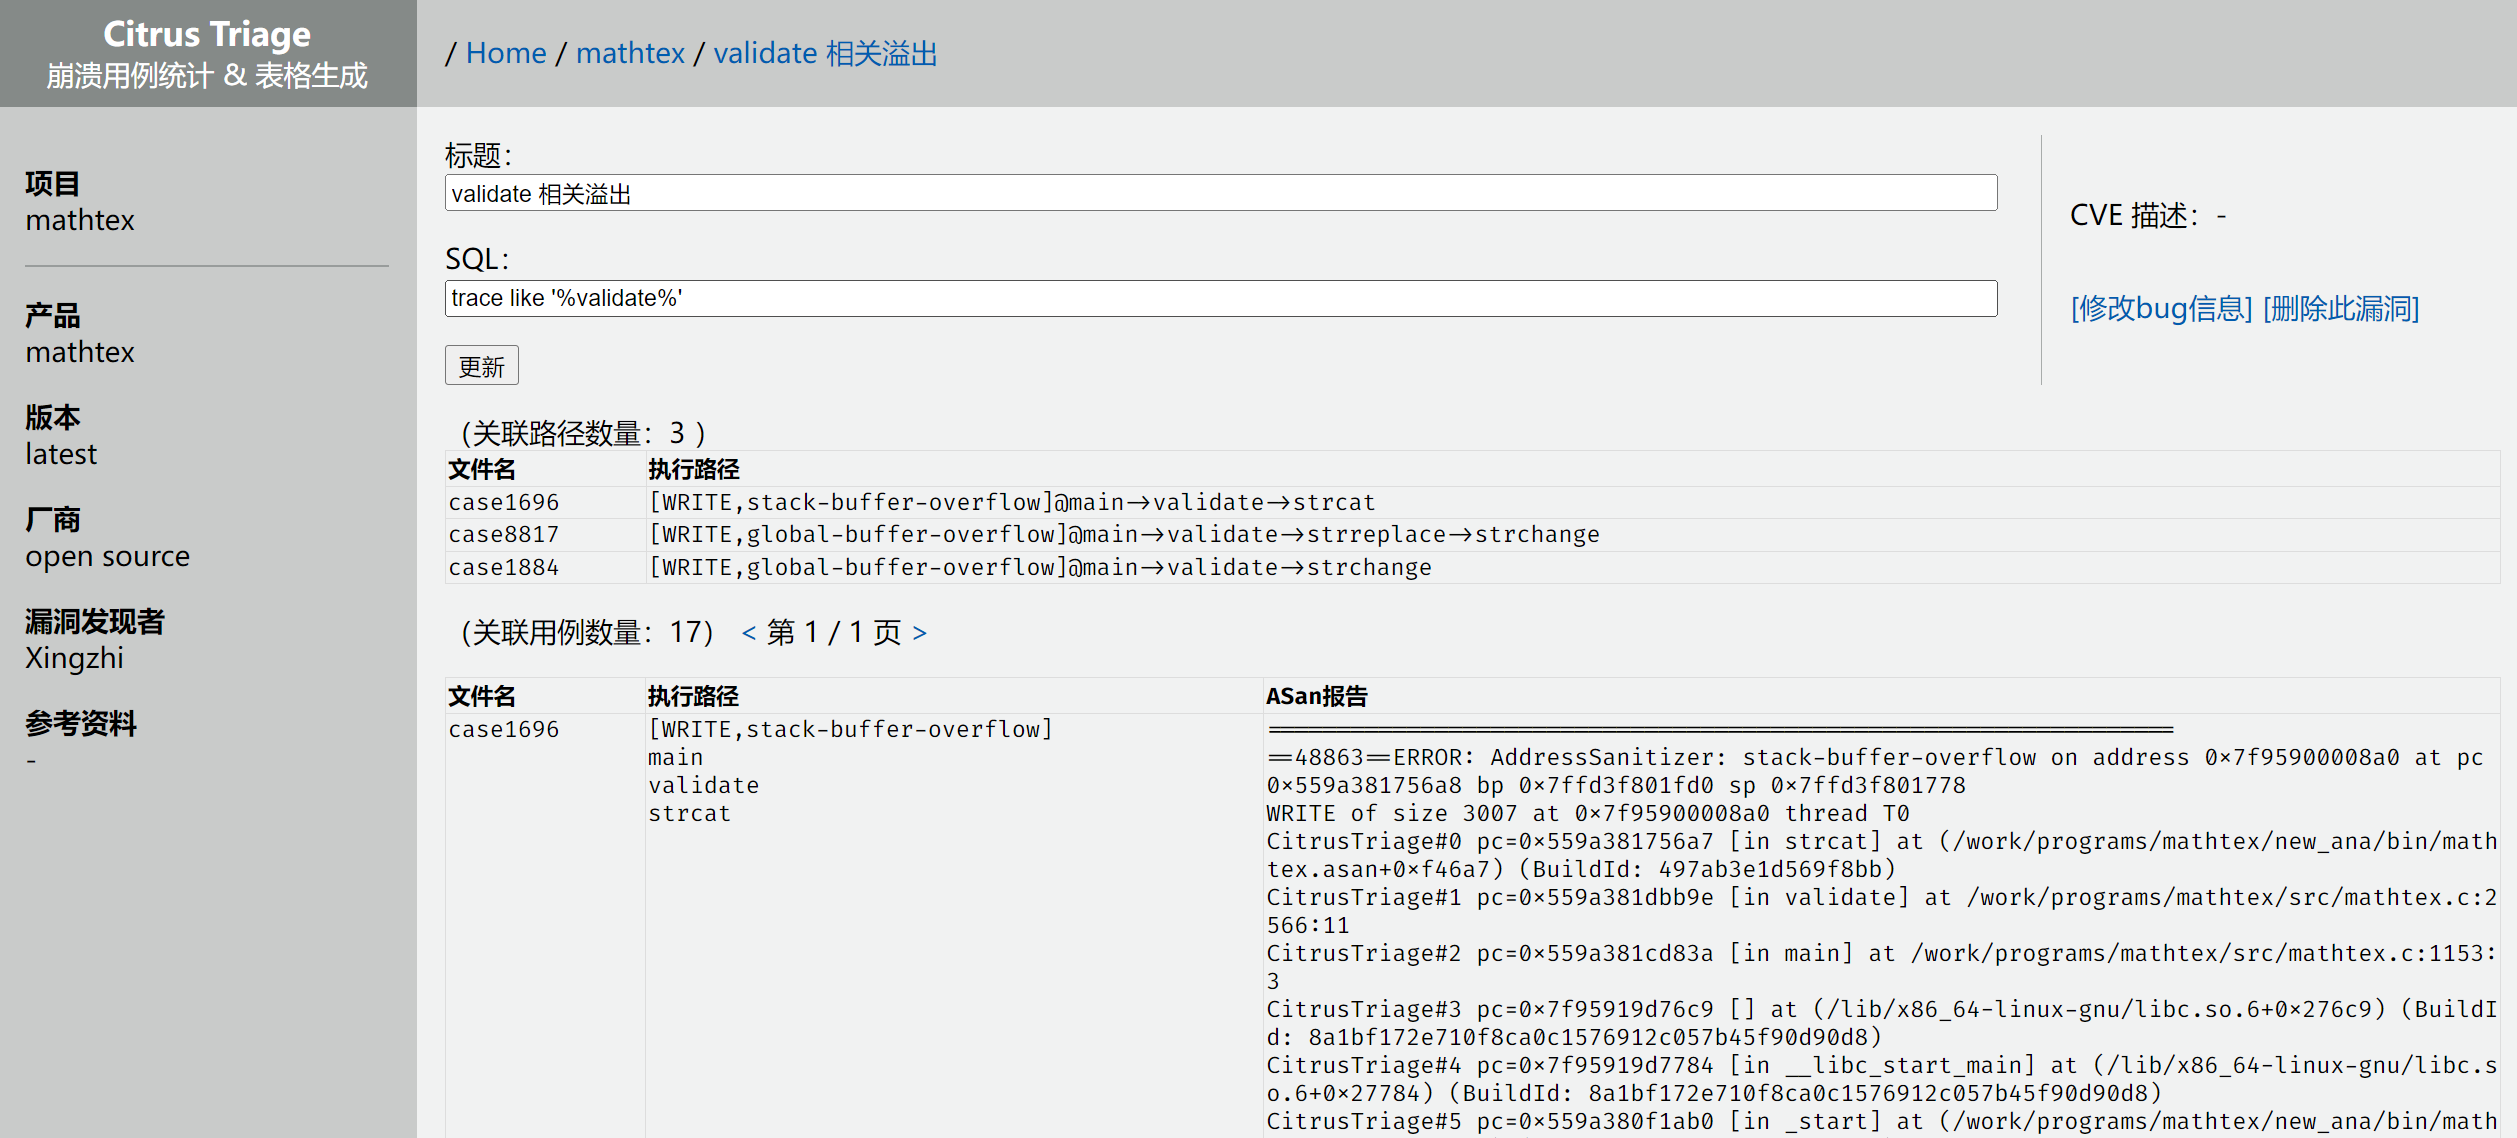 Citrus Triage
崩溃用例统计 & 表格生成
/ Home / mathtex / validate 相关溢出
项目
mathtex
产品
mathtex
版本
latest
厂商
open source
漏洞发现者
Xingzhi
参考资料
-
标题：
validate 相关溢出
SQL：
trace like '%validate%'
更新
CVE 描述： -
[修改bug信息] [删除此漏洞]
（关联路径数量：3 ）
文件名 执行路径
case1696 [WRITE,stack-buffer-overflow]@main->validate->strcat
case8817 [WRITE,global-buffer-overflow]@main->validate->strreplace->strchange
case1884 [WRITE,global-buffer-overflow]@main->validate->strchange
（关联用例数量：17） < 第 1 / 1 页 >
文件名 执行路径 ASan报告
case1696
[WRITE,stack-buffer-overflow]
main
validate
strcat
=================================================================
==48863==ERROR: AddressSanitizer: stack-buffer-overflow on address 0x7f95900008a0 at pc
0x559a381756a8 bp 0x7ffd3f801fd0 sp 0x7ffd3f801778
WRITE of size 3007 at 0x7f95900008a0 thread T0
CitrusTriage#0 pc=0x559a381756a7 [in strcat] at (/work/programs/mathtex/new_ana/bin/math
tex.asan+0xf46a7) (BuildId: 497ab3e1d569f8bb)
CitrusTriage#1 pc=0x559a381dbb9e [in validate] at /work/programs/mathtex/src/mathtex.c:2
566:11
CitrusTriage#2 pc=0x559a381cd83a [in main] at /work/programs/mathtex/src/mathtex.c:1153:
3
CitrusTriage#3 pc=0x7f95919d76c9 [] at (/lib/x86_64-linux-gnu/libc.so.6+0x276c9) (BuildI
d: 8a1bf172e710f8ca0c1576912c057b45f90d90d8)
CitrusTriage#4 pc=0x7f95919d7784 [in __libc_start_main] at (/lib/x86_64-linux-gnu/libc.s
o.6+0x27784) (BuildId: 8a1bf172e710f8ca0c1576912c057b45f90d90d8)
CitrusTriage#5 pc=0x559a380f1ab0 [in _start] at (/work/programs/mathtex/new_ana/bin/math